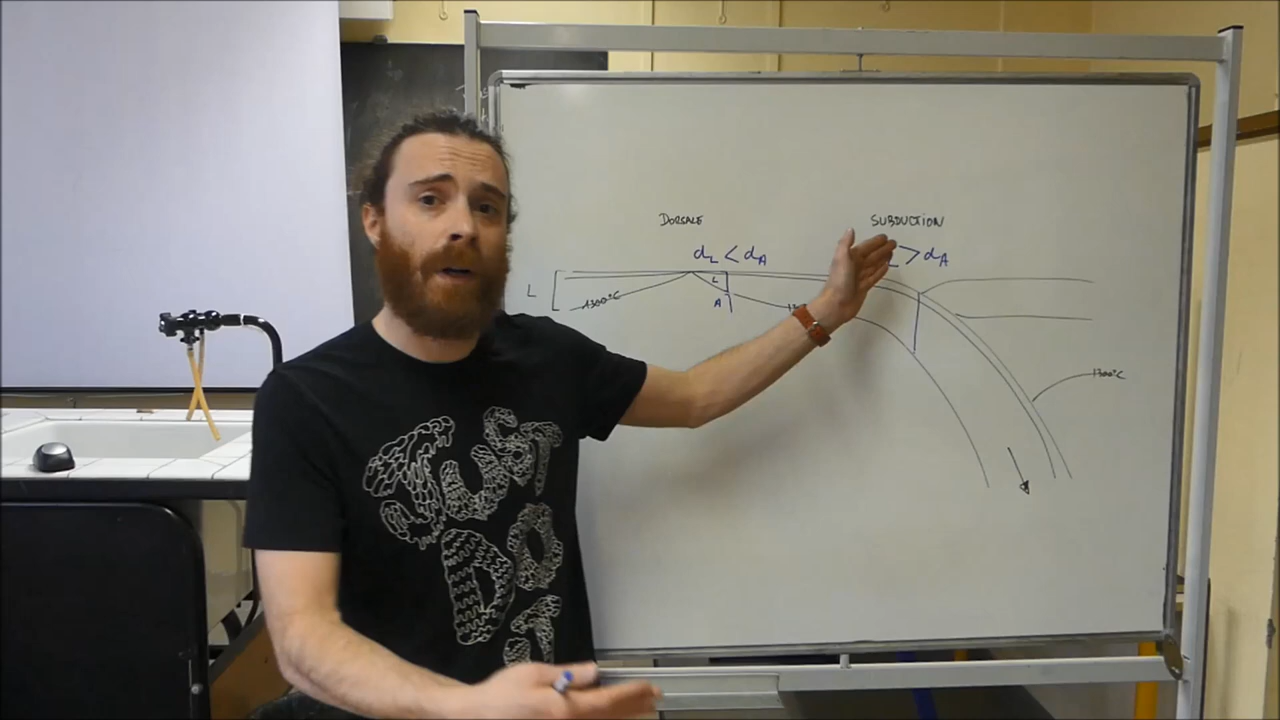 DORSALE
SUBDUCTION
dL < dA
L > dA
L
1300°C
L
A
1300°C
JUST
DO
IT